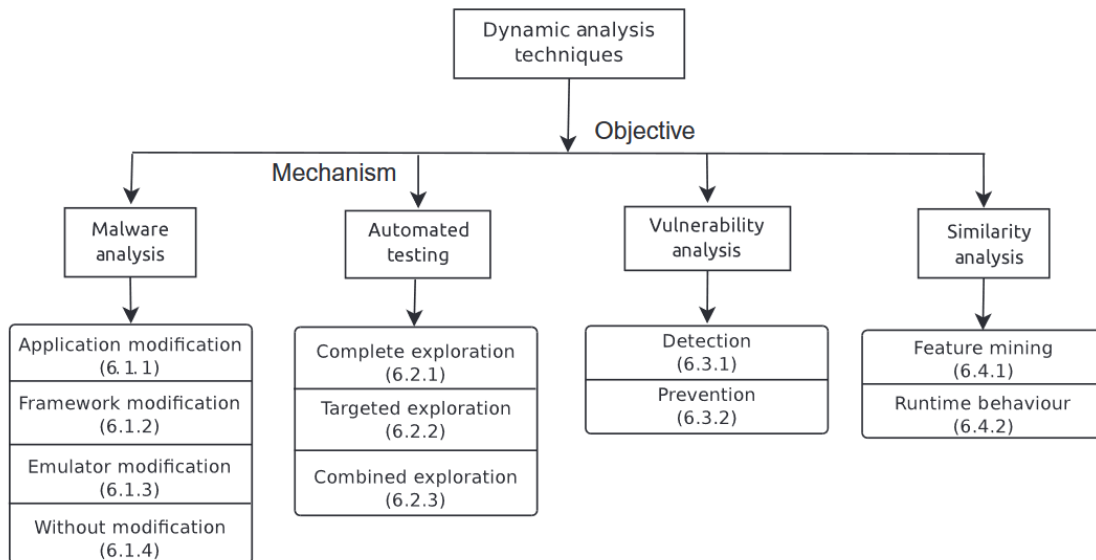 Dynamic analysis
techniques
Objective
Mechanism
Malware
analysis
Automated
testing
Vulnerability
analysis
Similarity
analysis
Application modification
(6.1.1)
Framework modification
(6.1.2)
Emulator modification
(6.1.3)
Without modification
(6.1.4)
Complete exploration
(6.2.1)
Targeted exploration
(6.2.2)
Combined exploration
(6.2.3)
Detection
(6.3.1)
Prevention
(6.3.2)
Feature mining
(6.4.1)
Runtime behaviour
(6.4.2)